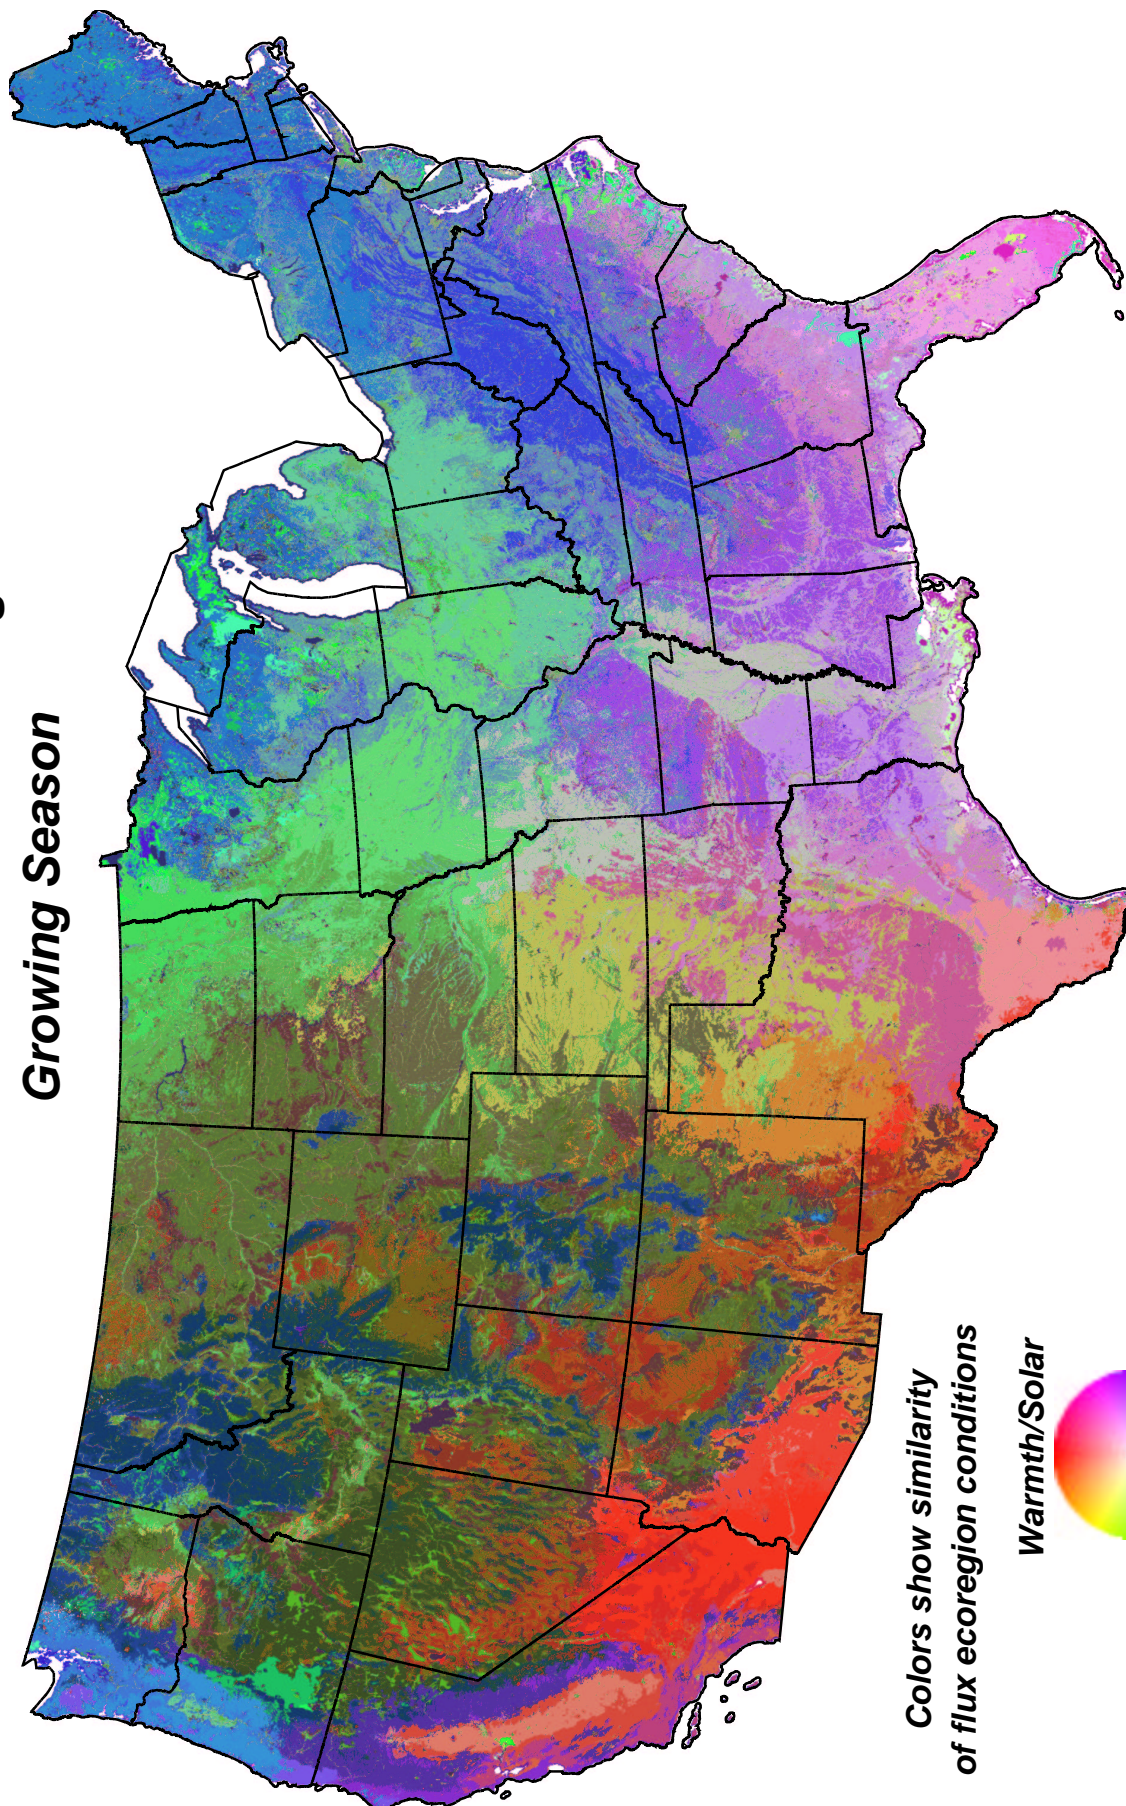 Growing Season
Colors show similarity
of flux ecoregion conditions
Warmth/Solar